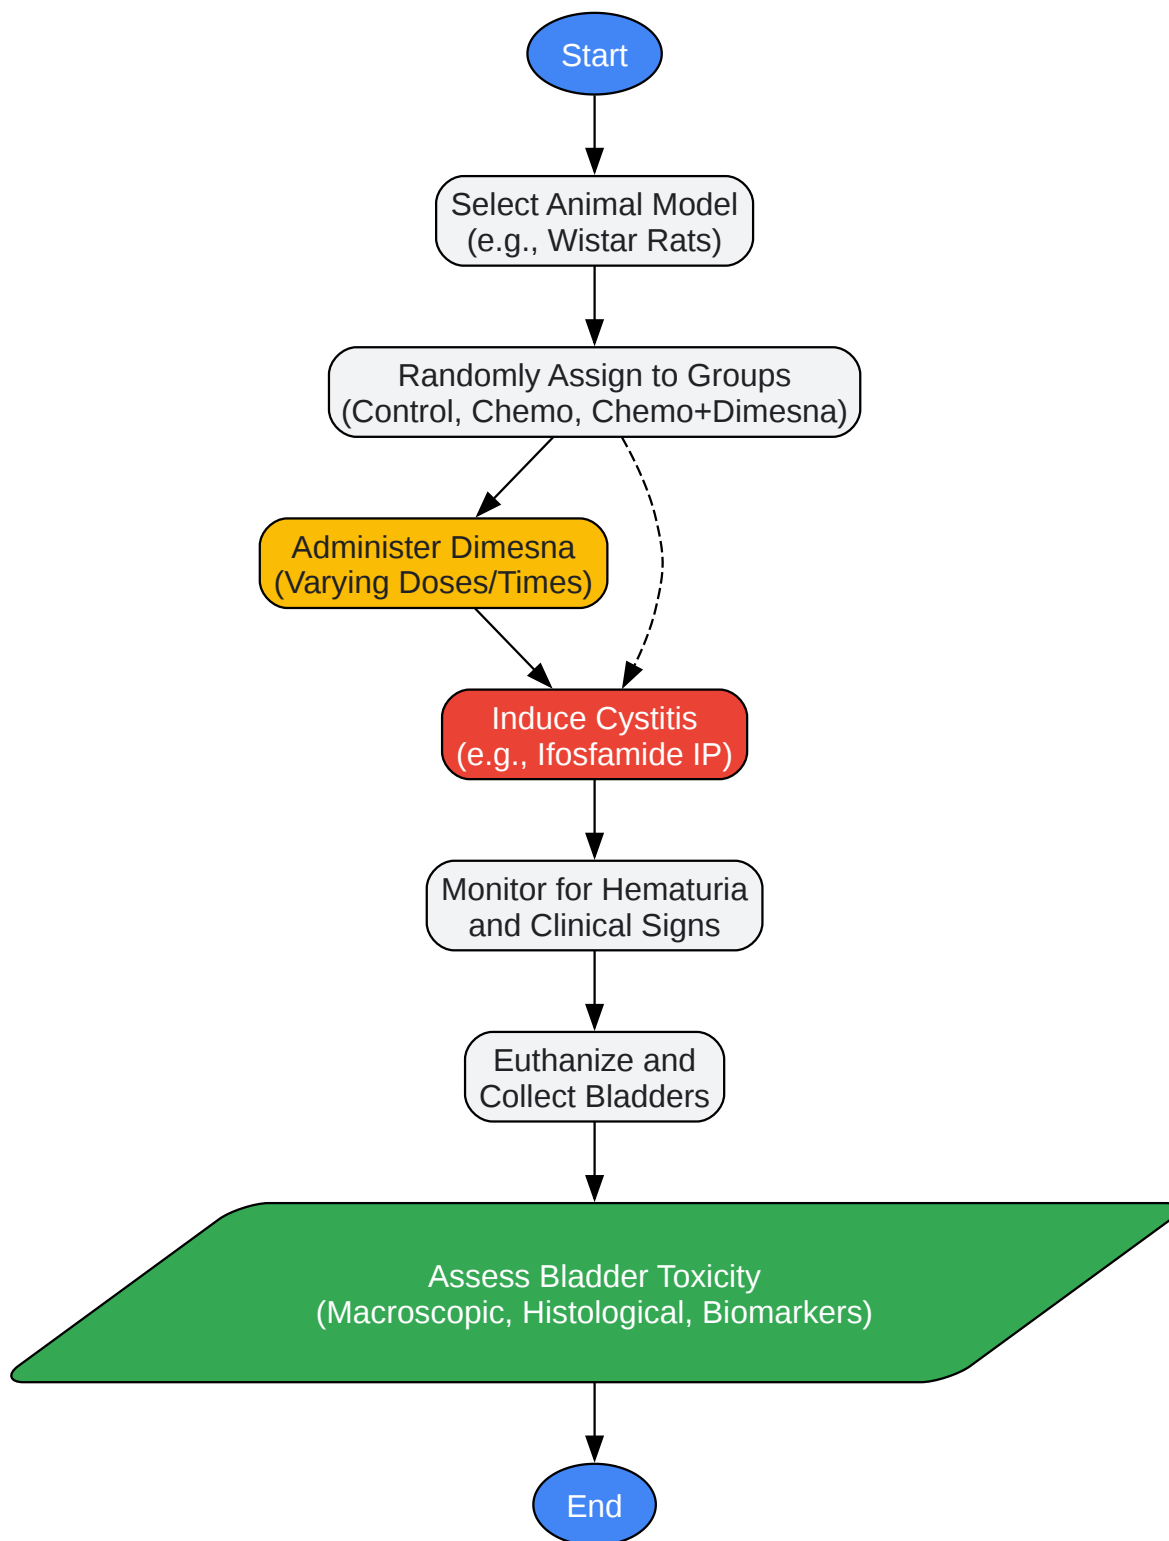 Start
Select Animal Model
(e.g., Wistar Rats)
Randomly Assign to Groups
(Control, Chemo, Chemo+Dimesna)
Administer Dimesna
(Varying Doses/Times)
Induce Cystitis
(e.g., Ifosfamide IP)
Monitor for Hematuria
and Clinical Signs
Euthanize and
Collect Bladders
Assess Bladder Toxicity
(Macroscopic, Histological, Biomarkers)
End